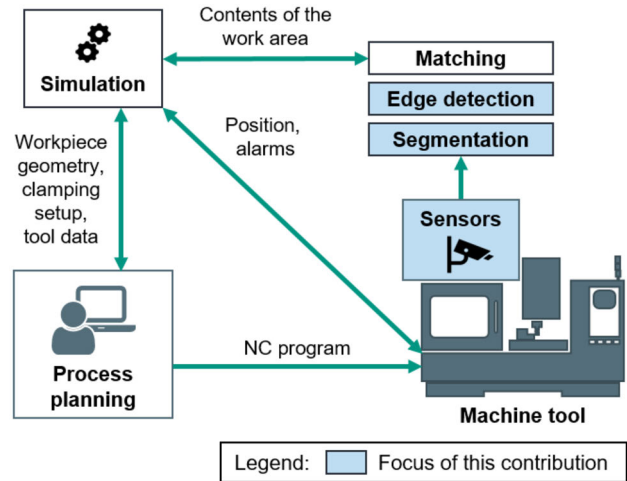 Contents of the
work area
Simulation
Matching
Edge detection
Segmentation
Position,
alarms
Workpiece
geometry,
clamping
setup,
tool data
Sensors
NC program
Process
planning
Machine tool
Legend: Focus of this contribution